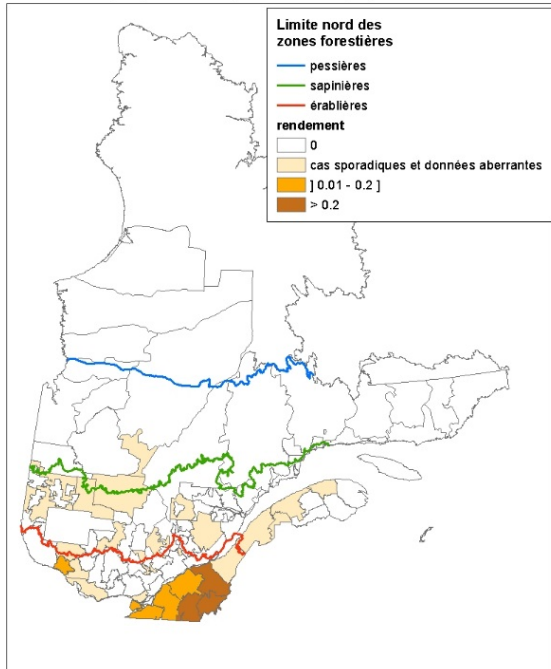 Limite nord des
zones forestières
pessières
sapinières
érablières
rendement
0
cas sporadiques et données aberrantes
] 0.01 - 0.2 ]
> 0.2